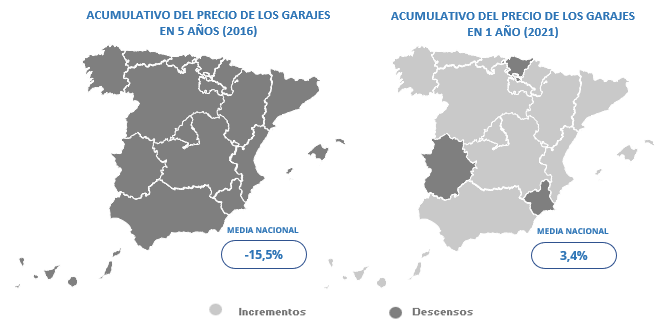 ACUMULATIVO DEL PRECIO DE LOS GARAJES
EN 5 AÑOS (2016)
MEDIA NACIONAL
-15,5%
ACUMULATIVO DEL PRECIO DE LOS GARAJES
EN 1 AÑO (2021)
MEDIA NACIONAL
3,4%
Incrementos
Descensos